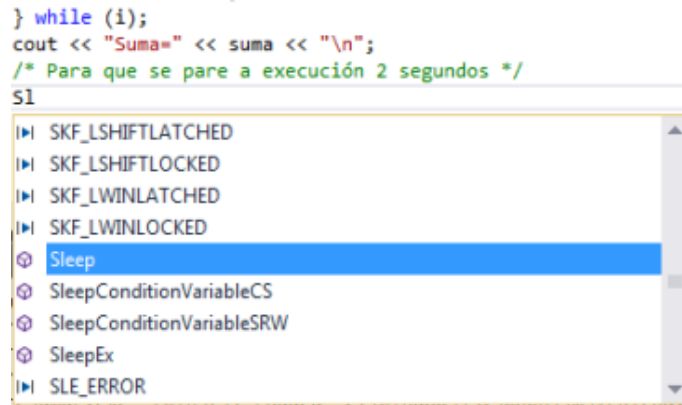 } while (i);
cout << "Suma=" << suma << "\n";
/* Para que se pare a execución 2 segundos */
Sl
SKF_LSHIFTLATCHED
SKF_LSHIFTLOCKED
SKF_LWINLATCHED
SKF_LWINLOCKED
Sleep
SleepConditionVariableCS
SleepConditionVariableSRW
SleepEx
SLE_ERROR